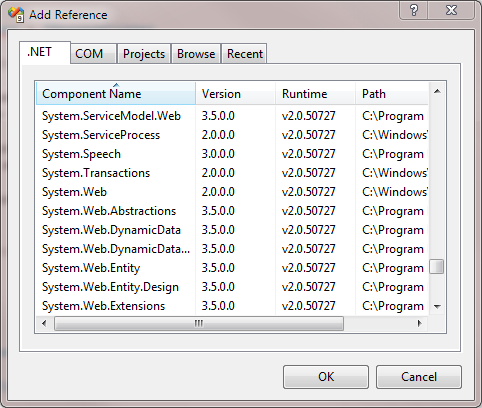 Add Reference
.NET COM Projects Browse Recent
Component Name Version Runtime Path
System.ServiceModel.Web 3.5.0.0 v2.0.50727 C:\Program
System.ServiceProcess 2.0.0.0 v2.0.50727 C:\Windows\
System.Speech 3.0.0.0 v2.0.50727 C:\Program
System.Transactions 2.0.0.0 v2.0.50727 C:\Windows\
System.Web 2.0.0.0 v2.0.50727 C:\Windows\
System.Web.Abstractions 3.5.0.0 v2.0.50727 C:\Program
System.Web.DynamicData 3.5.0.0 v2.0.50727 C:\Program
System.Web.DynamicData... 3.5.0.0 v2.0.50727 C:\Program
System.Web.Entity 3.5.0.0 v2.0.50727 C:\Program
System.Web.Entity.Design 3.5.0.0 v2.0.50727 C:\Program
System.Web.Extensions 3.5.0.0 v2.0.50727 C:\Program
OK Cancel